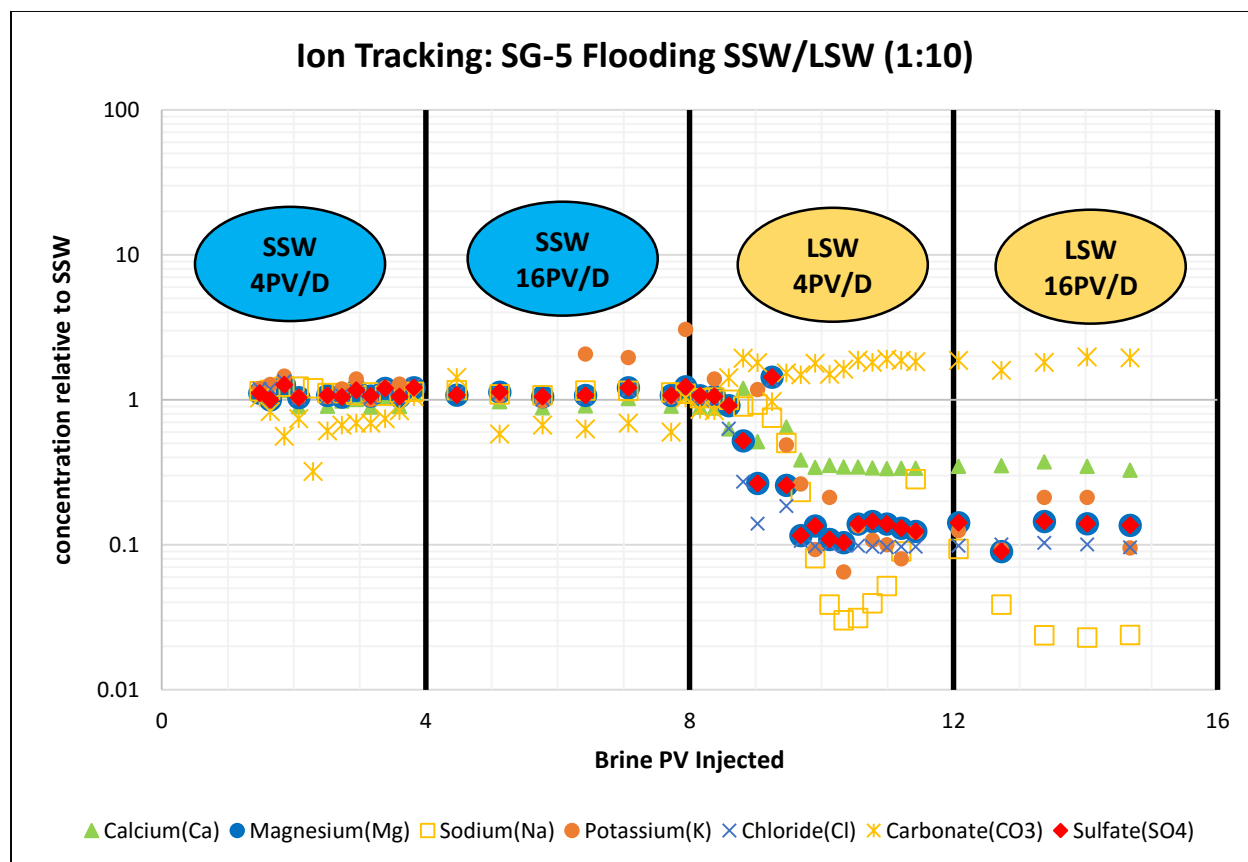 Ion Tracking: SG-5 Flooding SSW/LSW (1:10)
concentration relative to SSW
100
10
1
0.1
0.01
SSW
4PV/D
SSW
16PV/D
LSW
4PV/D
LSW
16PV/D
0 4 8 12 16
Brine PV Injected
Calcium(Ca) Magnesium(Mg) Sodium(Na) Potassium(K) Chloride(Cl) Carbonate(CO3) Sulfate(SO4)